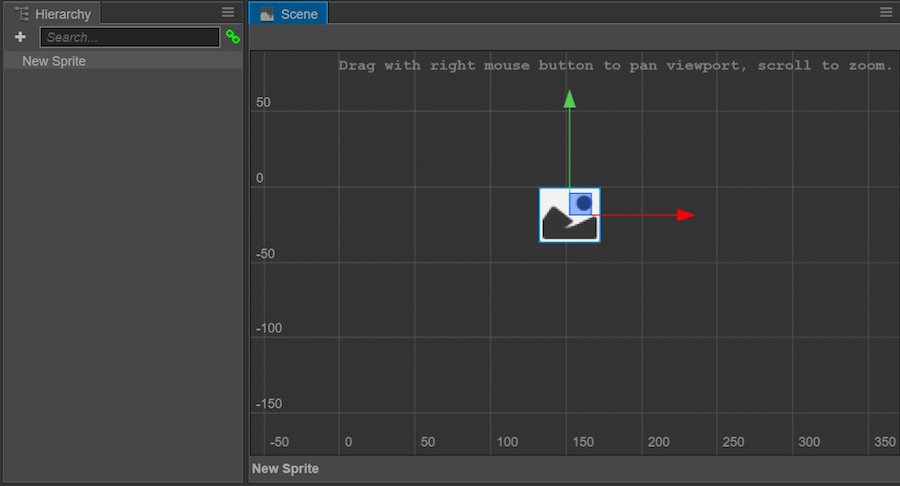 Hierarchy
Search...
New Sprite
Scene
Drag with right mouse button to pan viewport, scroll to zoom.
50
0
-50
-100
-150
-50 0 50 100 150 200 250 300 350
New Sprite